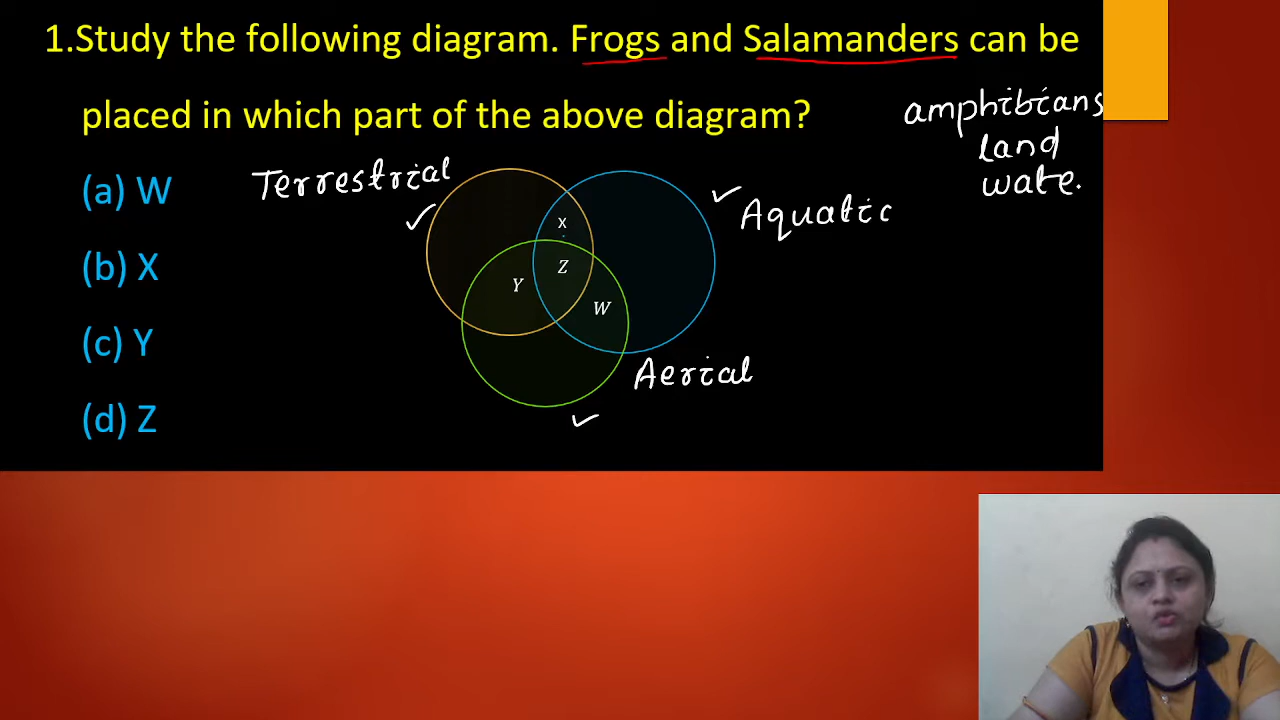 1.Study the following diagram. Frogs and Salamanders can be
placed in which part of the above diagram?
amphibians
land
wate.
(a) W
(b) X
(c) Y
(d) Z
Terrestrial
Aquatic
Aerial
X
Z
Y
W